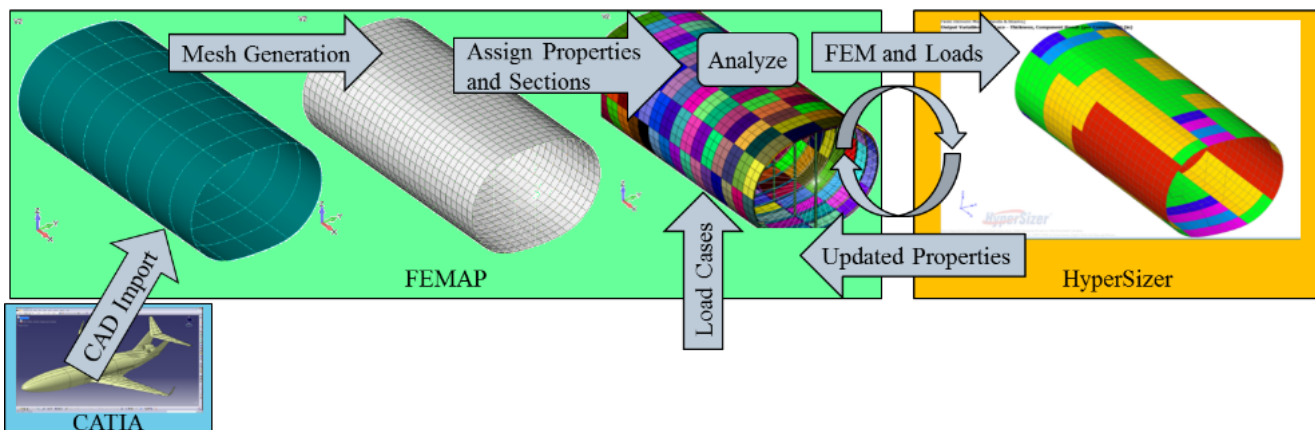 Mesh Generation
Assign Properties
and Sections
Analyze
FEM and Loads
HyperSizer
Updated Properties
FEMAP
HyperSizer
CAD Import
Load Cases
CATIA